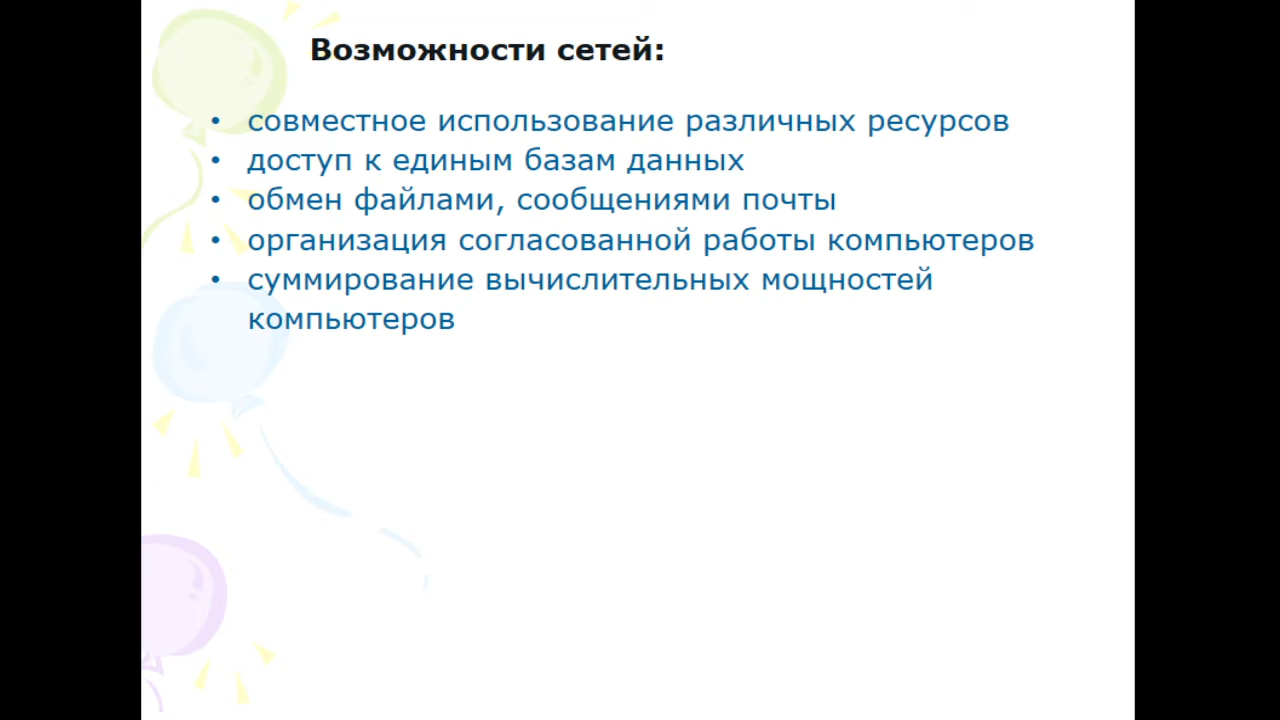 Возможности сетей:
• совместное использование различных ресурсов
• доступ к единым базам данных
• обмен файлами, сообщениями почты
• организация согласованной работы компьютеров
• суммирование вычислительных мощностей
компьютеров